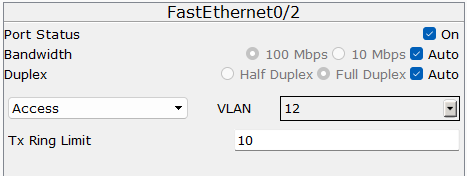 FastEthernet0/2
Port Status On
Bandwidth 100 Mbps 10 Mbps Auto
Duplex Half Duplex Full Duplex Auto
Access VLAN 12
Tx Ring Limit 10